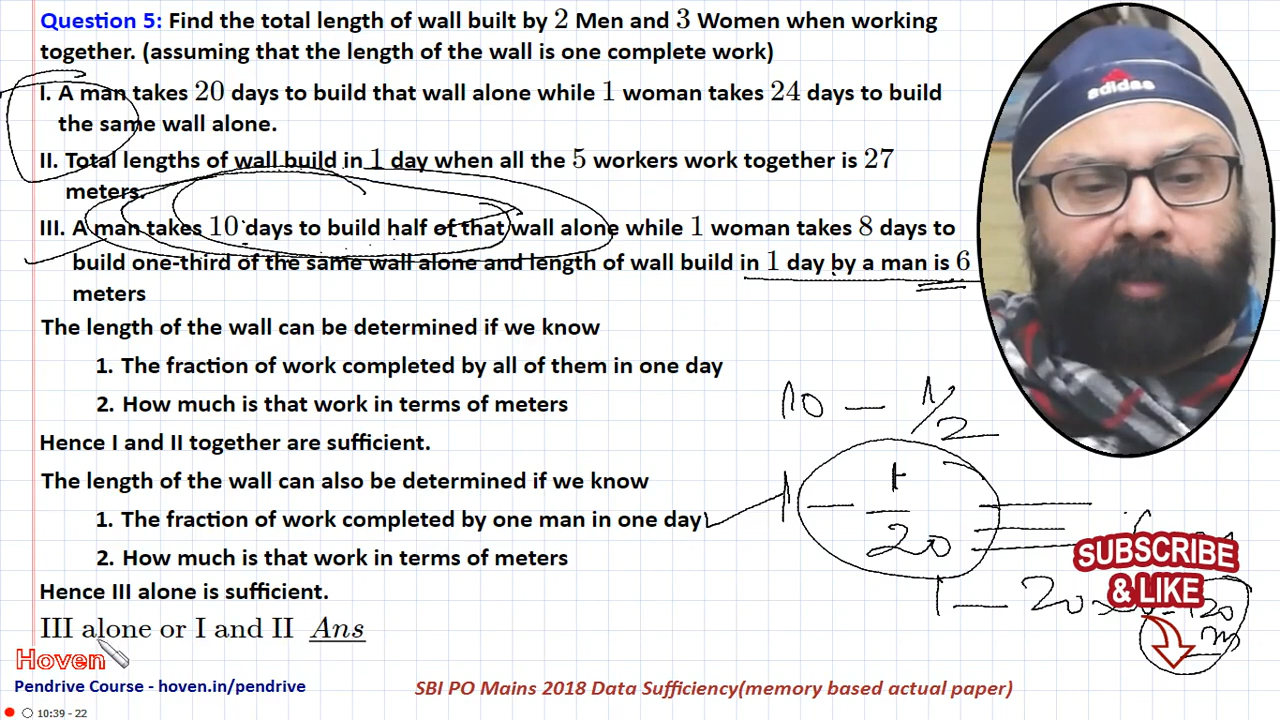 Question 5: Find the total length of wall built by 2 Men and 3 Women when working
together. (assuming that the length of the wall is one complete work)
I. A man takes 20 days to build that wall alone while 1 woman takes 24 days to build
the same wall alone.
II. Total lengths of wall build in 1 day when all the 5 workers work together is 27
meters.
III. A man takes 10 days to build half of that wall alone while 1 woman takes 8 days to
build one-third of the same wall alone and length of wall build in 1 day by a man is 6
meters
The length of the wall can be determined if we know
1. The fraction of work completed by all of them in one day
2. How much is that work in terms of meters
Hence I and II together are sufficient.
The length of the wall can also be determined if we know
1. The fraction of work completed by one man in one day
2. How much is that work in terms of meters
Hence III alone is sufficient.
III alone or I and II Ans
10 — 1/2
1 — 1/20
1 — 20
120
m
adidas
SUBSCRIBE
& LIKE
Hoven
Pendrive Course - hoven.in/pendrive
SBI PO Mains 2018 Data Sufficiency(memory based actual paper)
10:39 - 22